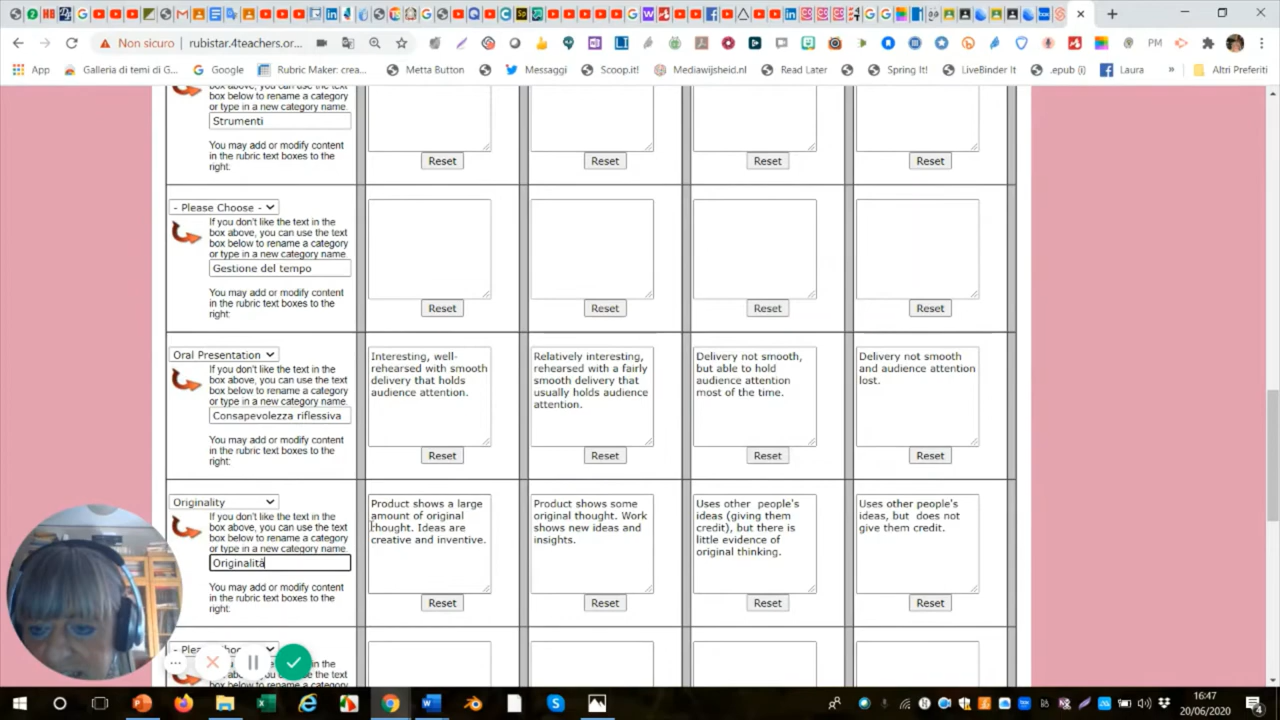 Non sicuro
rubistar.4teachers.or...
PM
App
Galleria di temi di G...
Google
Rubric Maker: crea...
Metta Button
Messaggi
Scoop.it!
Mediawijsheid.nl
Read Later
Spring It!
LiveBinder It
.epub (i)
Laura
»
Altri Preferiti
box above, you can use the text
box below to rename a category
or type in a new category name.
Strumenti
You may add or modify content
in the rubric text boxes to the
right:
Reset
Reset
Reset
Reset
- Please Choose -
If you don't like the text in the
box above, you can use the text
box below to rename a category
or type in a new category name.
Gestione del tempo
You may add or modify content
in the rubric text boxes to the
right:
Reset
Reset
Reset
Reset
Oral Presentation
If you don't like the text in the
box above, you can use the text
box below to rename a category
or type in a new category name.
Consapevolezza riflessiva
You may add or modify content
in the rubric text boxes to the
right:
Interesting, well-
rehearsed with smooth
delivery that holds
audience attention.
Reset
Relatively interesting,
rehearsed with a fairly
smooth delivery that
usually holds audience
attention.
Reset
Delivery not smooth,
but able to hold
audience attention
most of the time.
Reset
Delivery not smooth
and audience attention
lost.
Reset
Originality
If you don't like the text in the
box above, you can use the text
box below to rename a category
or type in a new category name.
Originalità
You may add or modify content
in the rubric text boxes to the
right:
Product shows a large
amount of original
thought. Ideas are
creative and inventive.
Reset
Product shows some
original thought. Work
shows new ideas and
insights.
Reset
Uses other people's
ideas (giving them
credit), but there is
little evidence of
original thinking.
Reset
Uses other people's
ideas, but does not
give them credit.
Reset
- Please Choose -
If you don't like the text in the
box above, you can use the text
box below to rename a category
16:47
20/06/2020